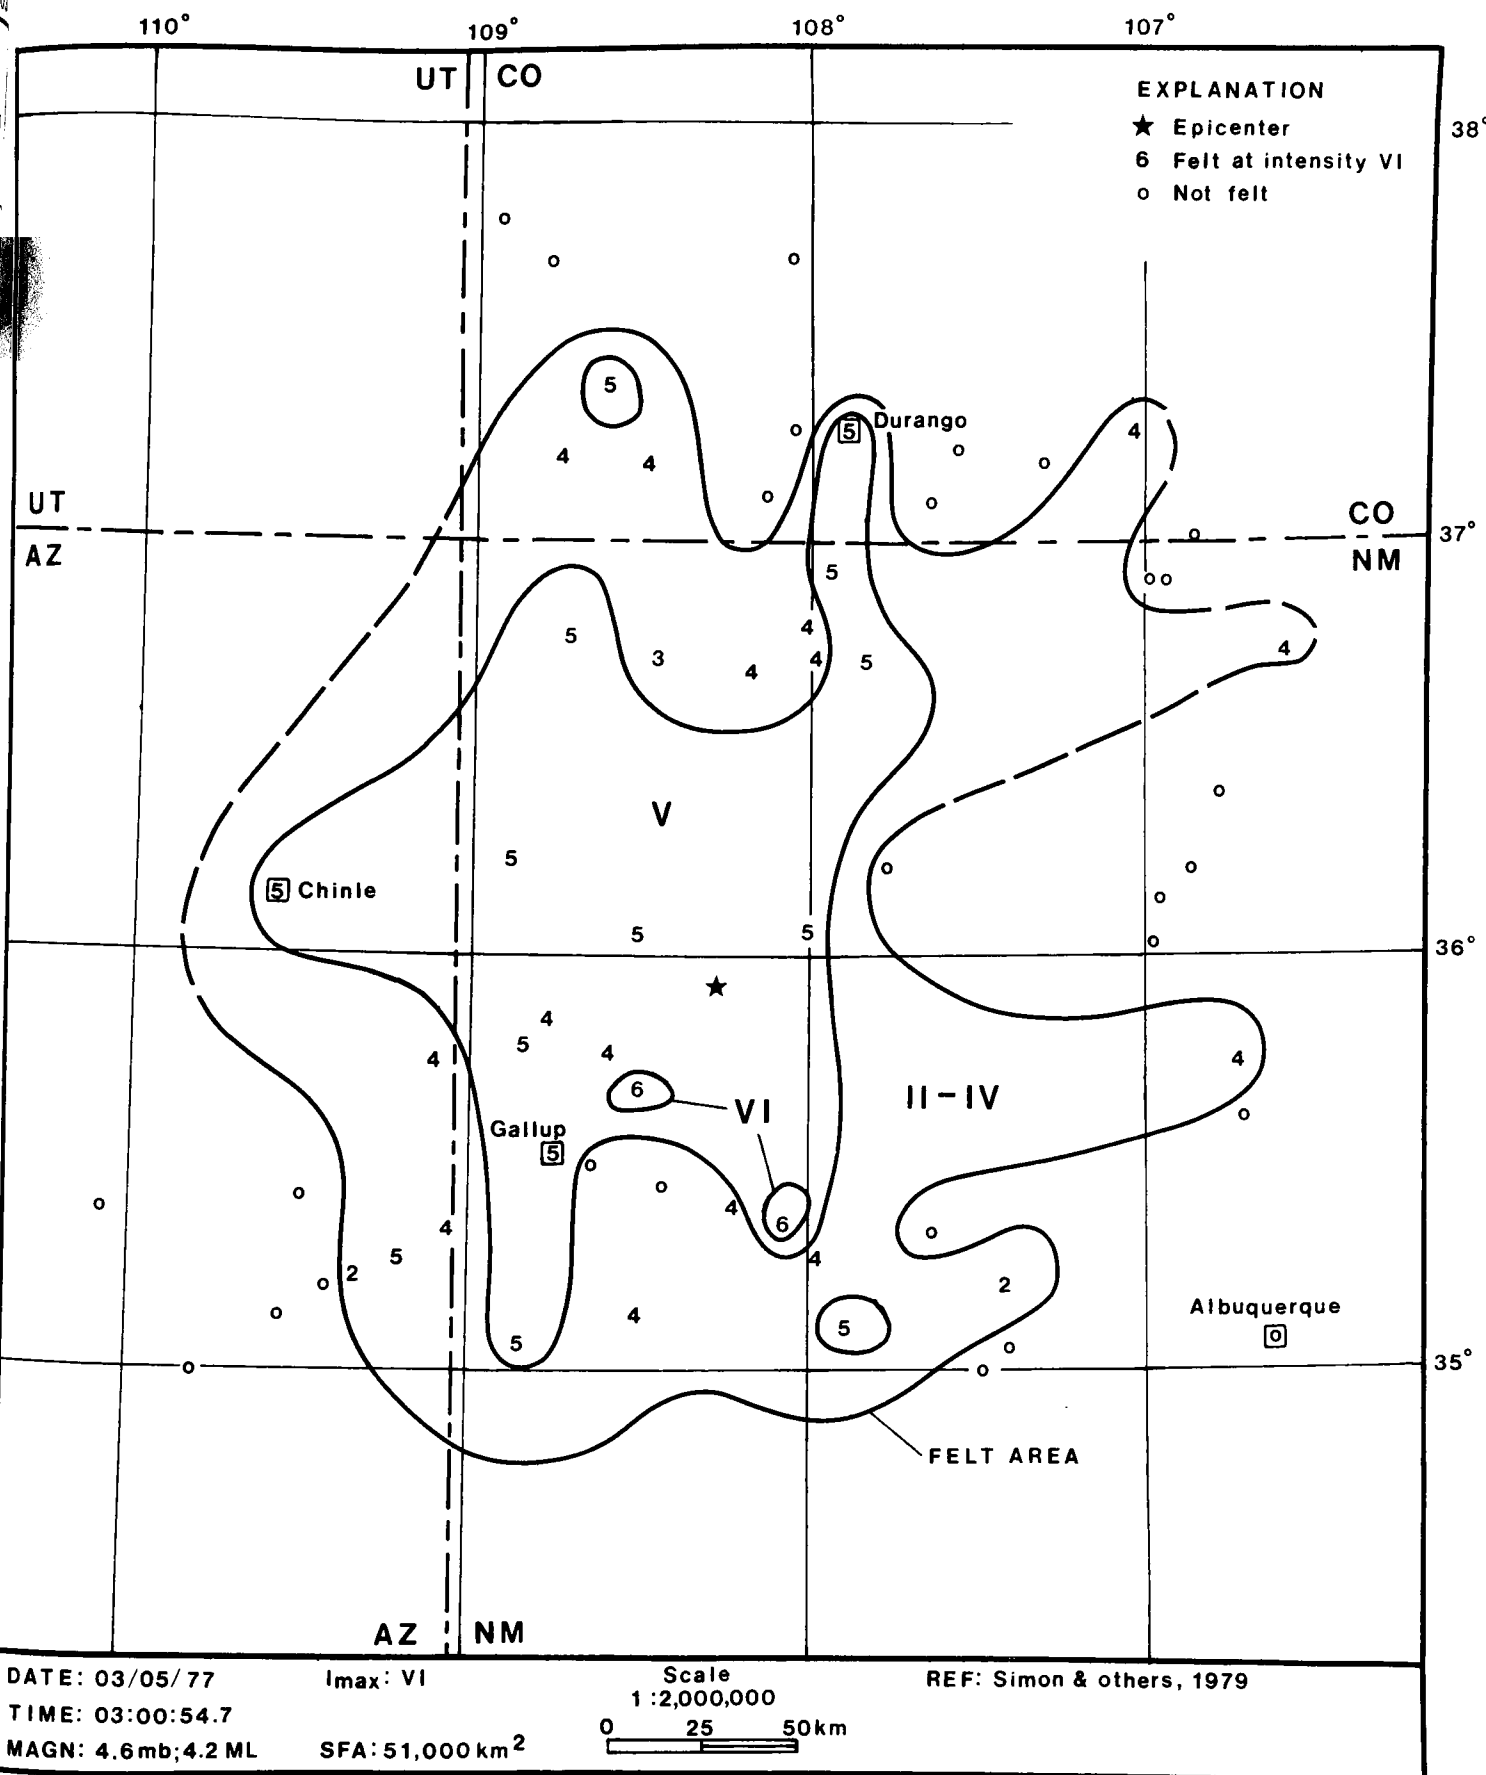 110° 109° 108° 107°
UT CO
EXPLANATION
★ Epicenter
38°
6 Felt at intensity VI
o Not felt
o
o o
5
4
o 5 Durango
4 4 o o
o o
UT
CO
37°
AZ
NM
o
5 o o
4
5 3 4 4 5 4
o
V
5 o o
5 Chinle
o
5 5 o
36°
★
4
5 4
4 4
II-IV
6
VI
o
Gallup
5 o
o o
o 4
4 6 o
5 4
2 o 2
o 4 5
Albuquerque
5 o
o
o o
35°
FELT AREA
AZ NM
DATE: 03/05/77 Imax: VI Scale REF: Simon & others, 1979
1:2,000,000
TIME: 03:00:54.7
0 25 50km
MAGN: 4.6mb;4.2 ML SFA: 51,000 km²